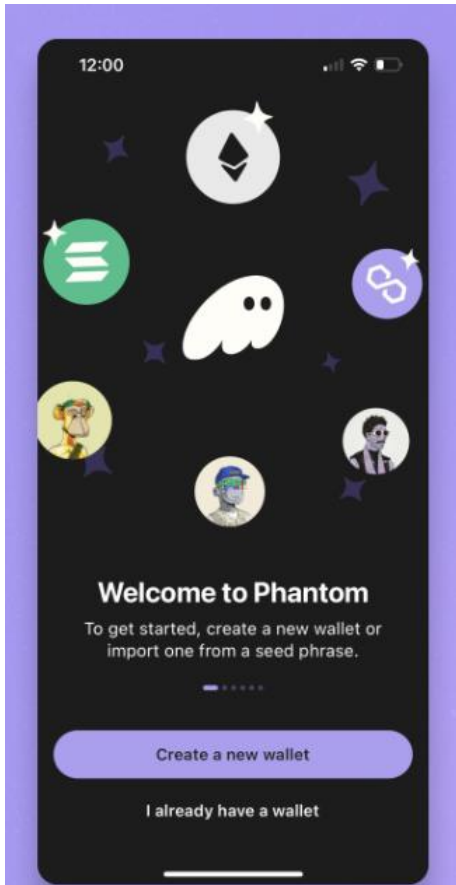 12:00
Welcome to Phantom
To get started, create a new wallet or
import one from a seed phrase.
Create a new wallet
I already have a wallet